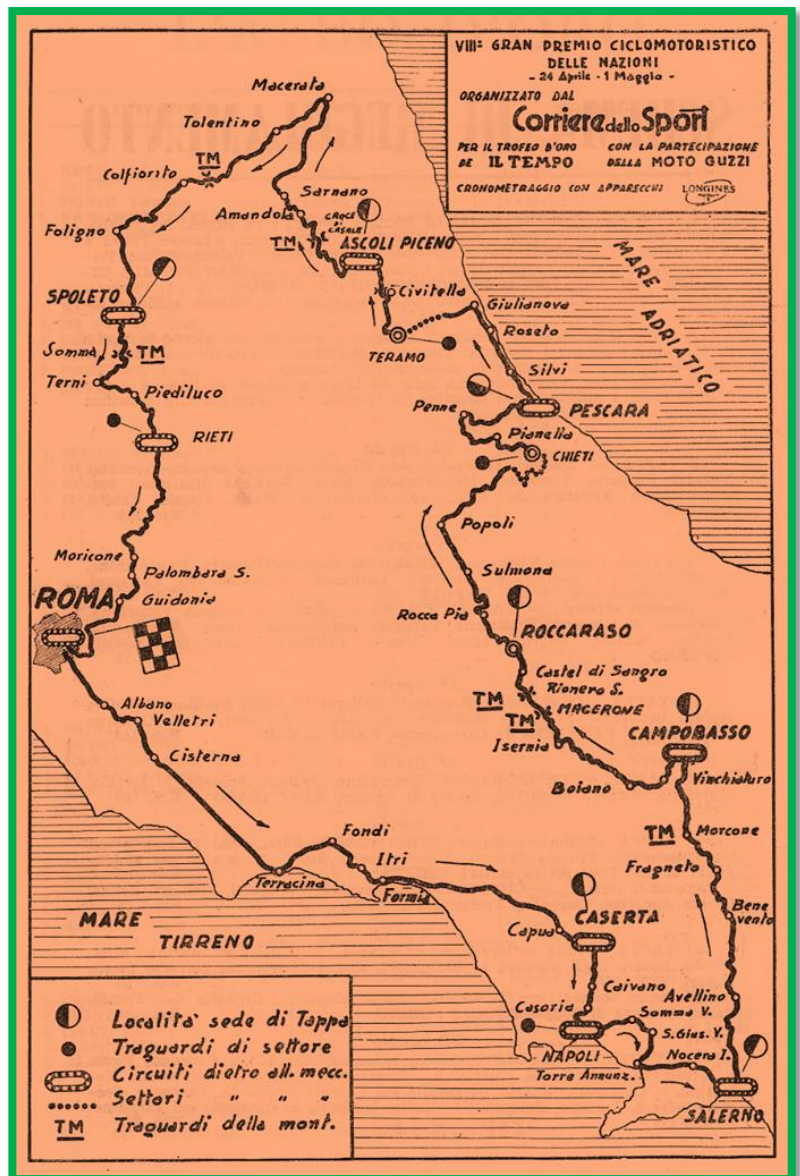 VIIIº GRAN PREMIO CICLOMOTORISTICO
DELLE NAZIONI
- 24 Aprile - 1 Maggio -
ORGANIZZATO DAL
Corriere dello Sport
PER IL TROFEO D'ORO
DE IL TEMPO
CON LA PARTECIPAZIONE
DELLA MOTO GUZZI
CRONOMETRAGGIO CON APPARECCHI LONGINES
Macerata
Tolentino
TM
Colfiorito
Sarnano
Amandola
CROCE DI CASALE
Foligno
TM
ASCOLI PICENO
MARE
ADRIATICO
Civitella
Giulianova
SPOLETO
Roseto
Somma
TM
TERAMO
Terni
Silvi
Piediluco
Penne
PESCARA
RIETI
Pianella
CHIETI
Popoli
Moricone
Palombara S.
Sulmona
ROMA
Guidonia
Rocca Pia
ROCCARASO
Castel di Sangro
Rionero S.
TM
MACERONE
TM
Albano
Velletri
Isernia
CAMPOBASSO
Cisterna
Boiano
Vinchiaturo
Fondi
TM
Morcone
Itri
Fragneto
Terracina
Formia
Benevento
MARE
TIRRENO
CASERTA
Capua
Caivano
Avellino
Casoria
Somma V.
S. Gius. V.
NAPOLI
Nocera I.
Torre Annunz.
SALERNO
Località sede di Tappa
Traguardi di settore
Circuiti dietro all. mecc.
Settori " " "
TM Traguardi della mont.